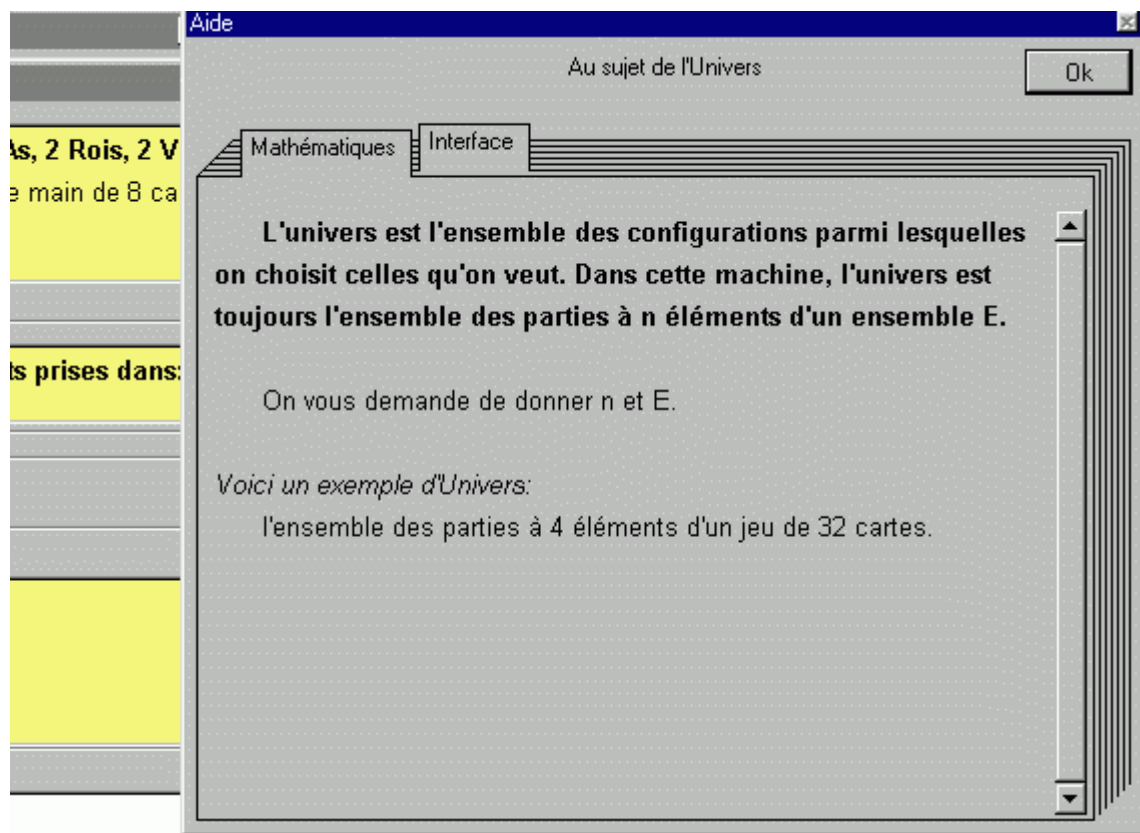 Aide
Au sujet de l'Univers
Ok
As, 2 Rois, 2 V
e main de 8 ca
ts prises dans:
Mathématiques
Interface
L'univers est l'ensemble des configurations parmi lesquelles
on choisit celles qu'on veut. Dans cette machine, l'univers est
toujours l'ensemble des parties à n éléments d'un ensemble E.
On vous demande de donner n et E.
Voici un exemple d'Univers:
l'ensemble des parties à 4 éléments d'un jeu de 32 cartes.